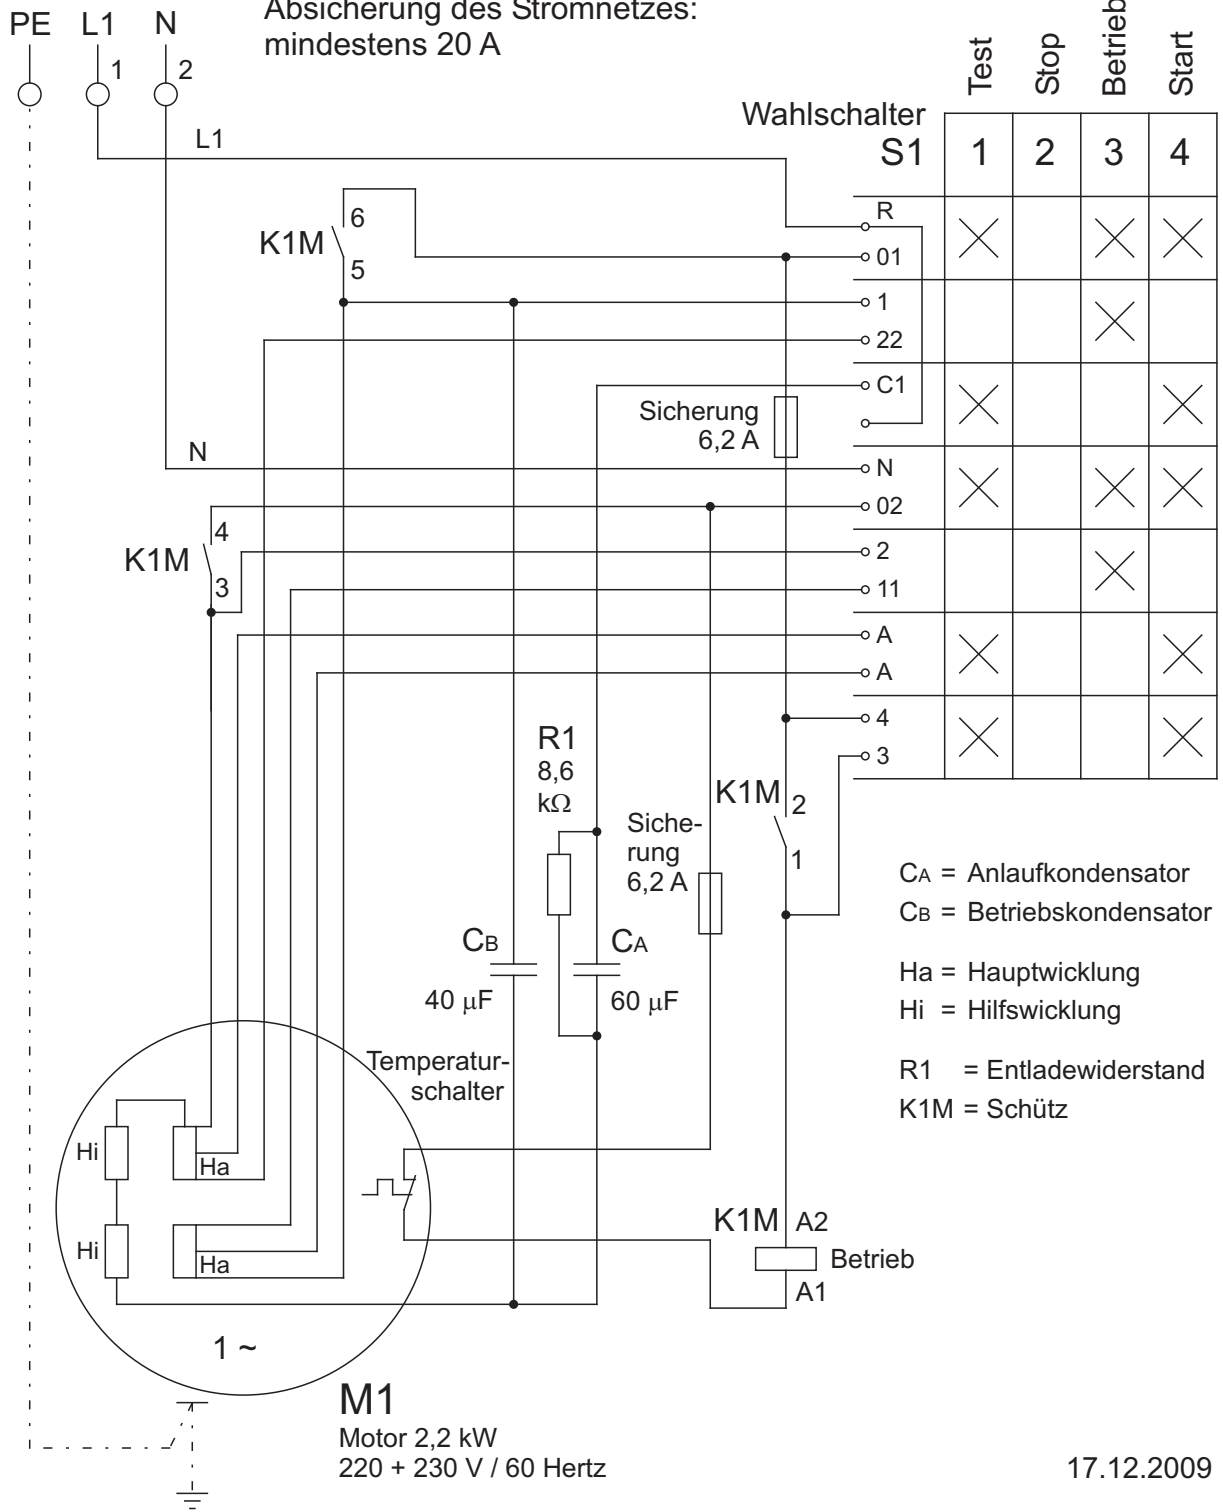 Absicherung des Stromnetzes:
mindestens 20 A
PE
L1
N
1
2
L1
Test
Stop
Betrieb
Start
Wahlschalter
S1
1
2
3
4
R
01
1
22
C1
N
02
2
11
A
A
4
3
6
K1M
5
Sicherung
6,2 A
N
4
K1M
3
R1
8,6
kΩ
Siche-
rung
6,2 A
K1M
2
1
CB
40 μF
CA
60 μF
CA = Anlaufkondensator
CB = Betriebskondensator
Ha = Hauptwicklung
Hi = Hilfswicklung
R1 = Entladewiderstand
K1M = Schütz
Temperatur-
schalter
Hi
Ha
Hi
Ha
K1M
A2
Betrieb
A1
1 ~
M1
Motor 2,2 kW
220 + 230 V / 60 Hertz
17.12.2009